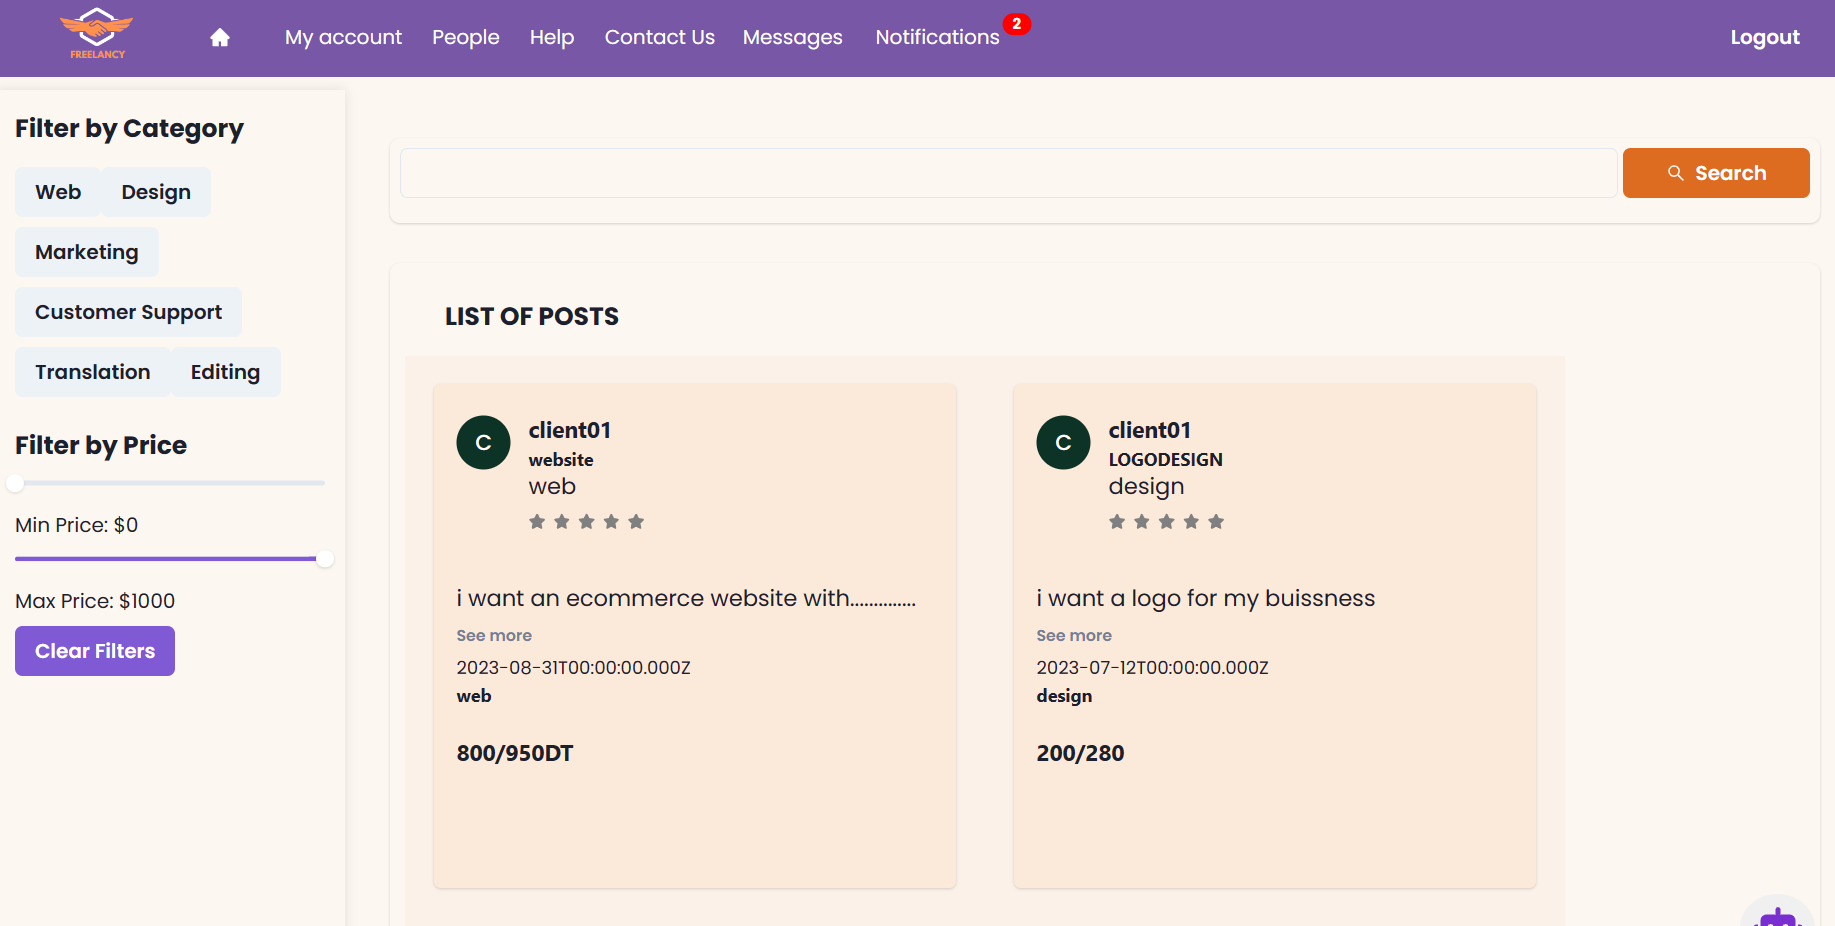 FREELANCY
My account People Help Contact Us Messages Notifications 2 Logout
Filter by Category
Web Design
Marketing
Customer Support
Translation Editing
Filter by Price
Min Price: $0
Max Price: $1000
Clear Filters
Search
LIST OF POSTS
C
client01
website
web
i want an ecommerce website with..............
See more
2023-08-31T00:00:00.000Z
web
800/950DT
C
client01
LOGODESIGN
design
i want a logo for my buissness
See more
2023-07-12T00:00:00.000Z
design
200/280